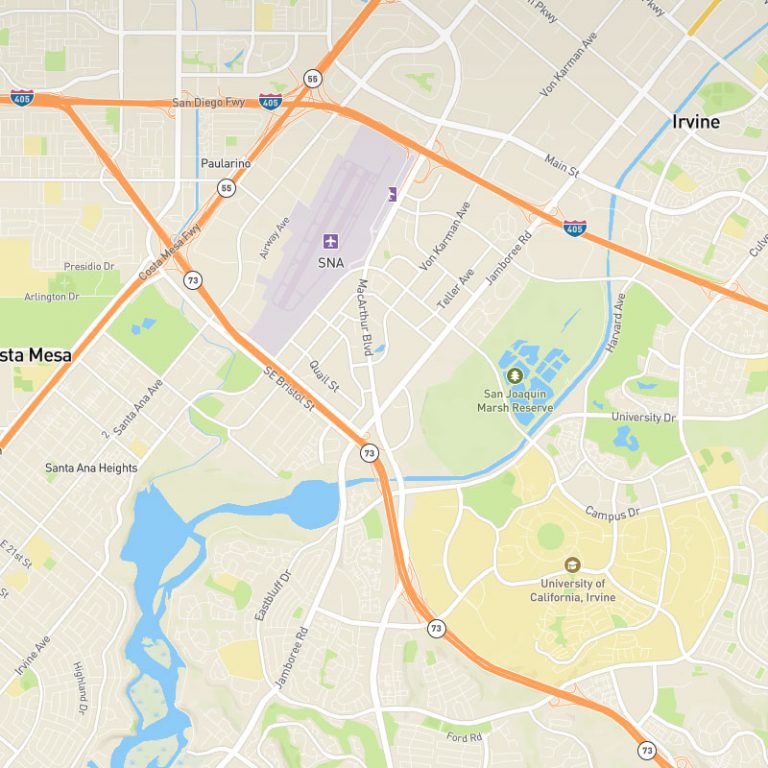 Pkwy
Pkwy
Von Karman Ave
55
405
San Diego Fwy
405
Irvine
Paularino
Main St
55
Airway Ave
Von Karman Ave
405
Culve
Costa Mesa Fwy
SNA
Jamboree Rd
Presidio Dr
73
Teller Ave
Arlington Dr
MacArthur Blvd
Harvard Ave
sta Mesa
Quail St
SE Bristol St
San Joaquin
Marsh Reserve
Santa Ana Ave
2
University Dr
73
Santa Ana Heights
Campus Dr
E 21st St
University of
California, Irvine
Eastbluff Dr
73
Irvine Ave
Jamboree Rd
Highland Dr
Ford Rd
73